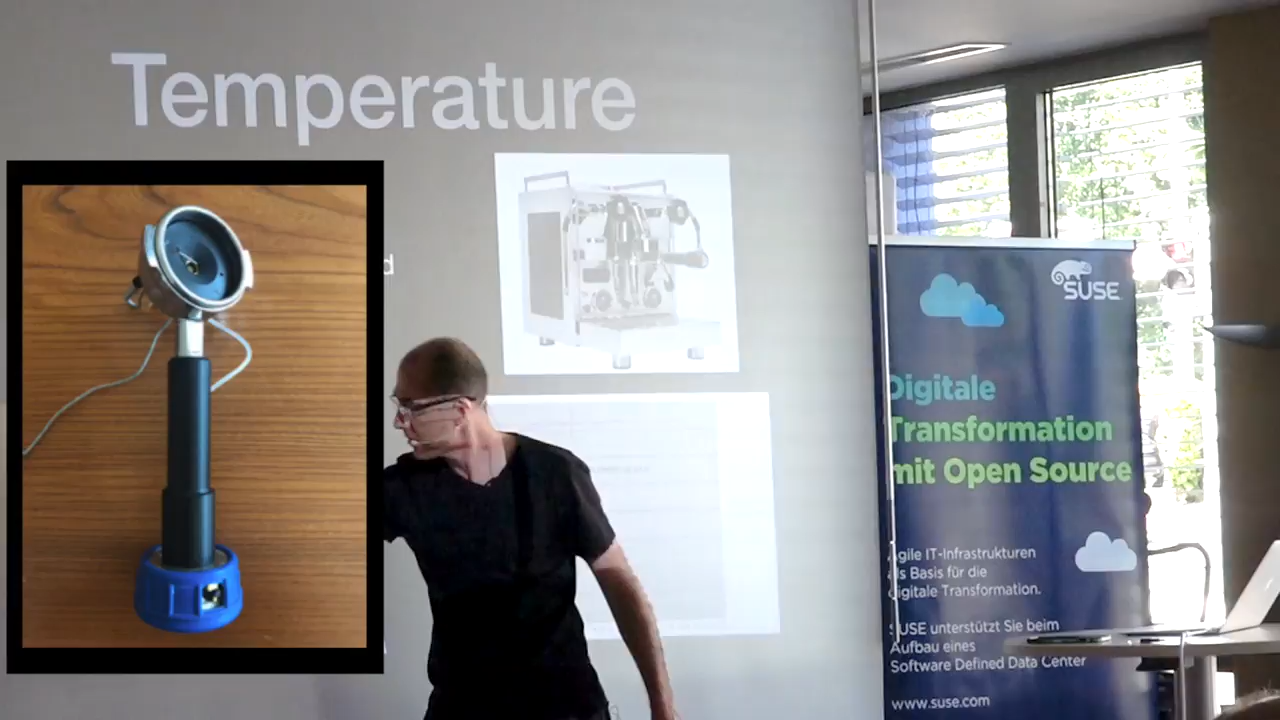 Temperature
d
SUSE
Digitale
Transformation
mit Open Source
Agile IT-Infrastrukturen
als Basis für die
digitale Transformation.
SUSE unterstützt Sie beim
Aufbau eines
Software Defined Data Center
www.suse.com